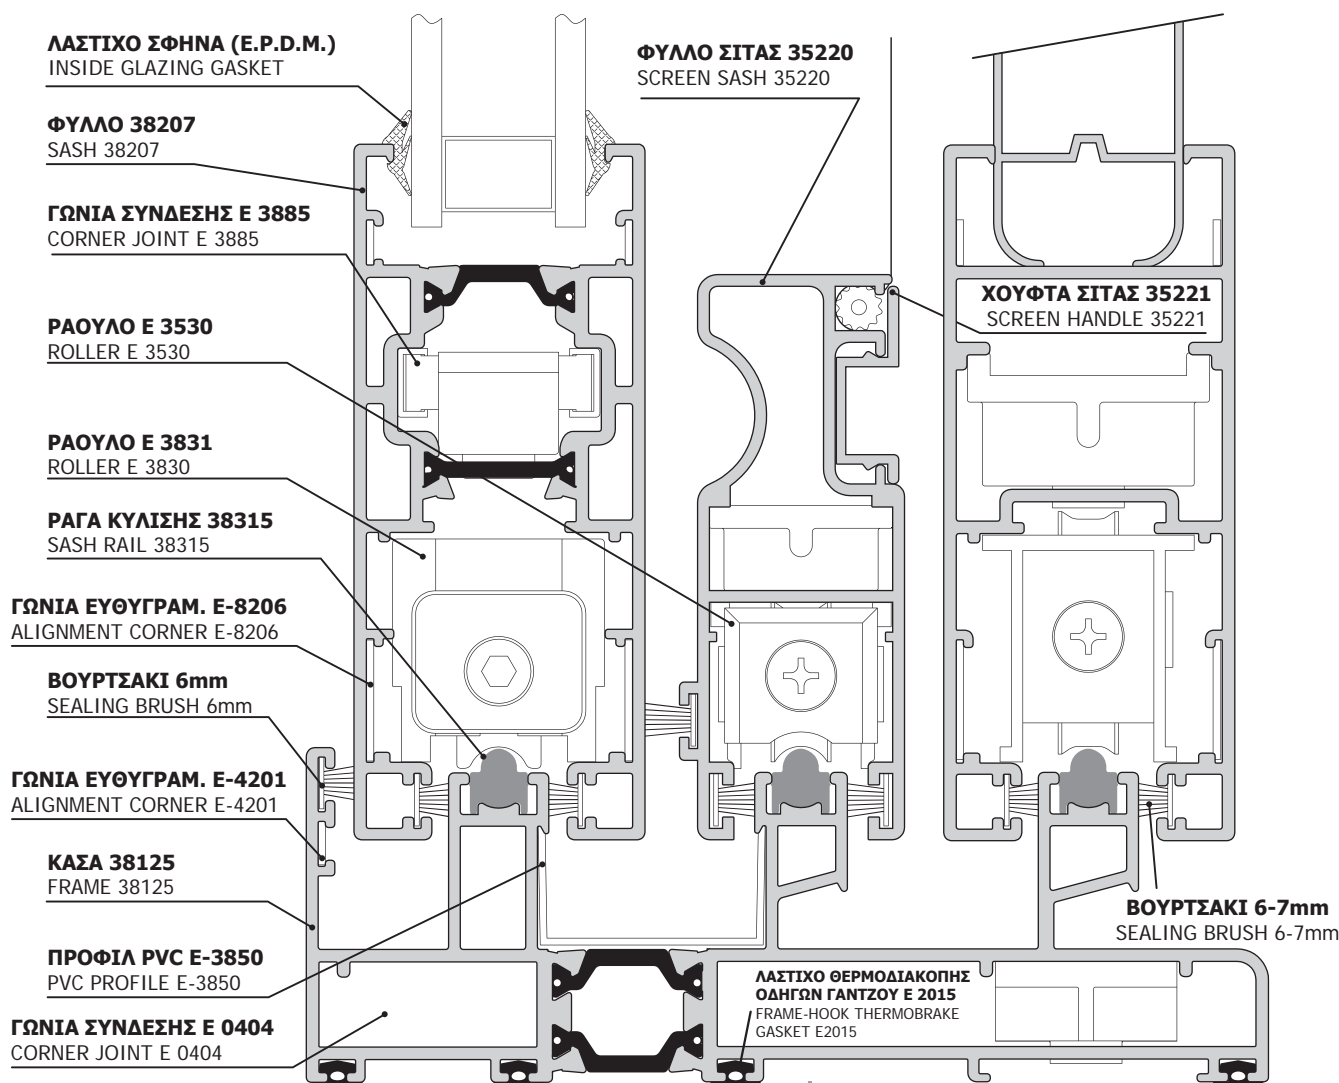 ΛΑΣΤΙΧΟ ΣΦΗΝΑ (E.P.D.M.)
INSIDE GLAZING GASKET
ΦΥΛΛΟ 38207
SASH 38207
ΓΩΝΙΑ ΣΥΝΔΕΣΗΣ E 3885
CORNER JOINT E 3885
ΡΑΟΥΛΟ E 3530
ROLLER E 3530
ΡΑΟΥΛΟ E 3831
ROLLER E 3830
ΡΑΓΑ ΚΥΛΙΣΗΣ 38315
SASH RAIL 38315
ΓΩΝΙΑ ΕΥΘΥΓΡΑΜ. E-8206
ALIGNMENT CORNER E-8206
ΒΟΥΡΤΣΑΚΙ 6mm
SEALING BRUSH 6mm
ΓΩΝΙΑ ΕΥΘΥΓΡΑΜ. E-4201
ALIGNMENT CORNER E-4201
ΚΑΣΑ 38125
FRAME 38125
ΠΡΟΦΙΛ PVC E-3850
PVC PROFILE E-3850
ΓΩΝΙΑ ΣΥΝΔΕΣΗΣ E 0404
CORNER JOINT E 0404
ΦΥΛΛΟ ΣΙΤΑΣ 35220
SCREEN SASH 35220
ΧΟΥΦΤΑ ΣΙΤΑΣ 35221
SCREEN HANDLE 35221
ΒΟΥΡΤΣΑΚΙ 6-7mm
SEALING BRUSH 6-7mm
ΛΑΣΤΙΧΟ ΘΕΡΜΟΔΙΑΚΟΠΗΣ
ΟΔΗΓΩΝ ΓΑΝΤΖΟΥ E 2015
FRAME-HOOK THERMOBRAKE
GASKET E2015